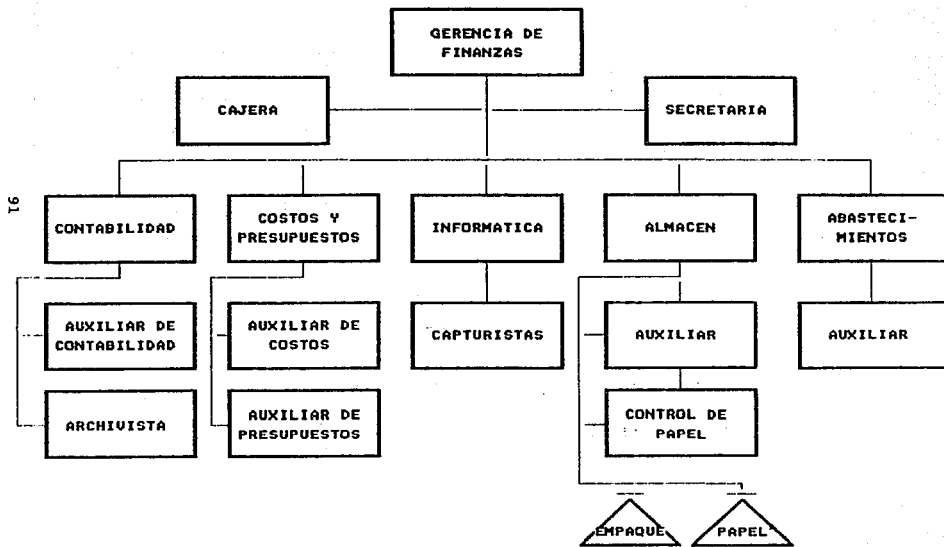 GERENCIA DE
FINANZAS
CAJERA
SECRETARIA
91
CONTABILIDAD
COSTOS Y
PRESUPUESTOS
INFORMATICA
ALMACEN
ABASTECI-
MIENTOS
AUXILIAR DE
CONTABILIDAD
AUXILIAR DE
COSTOS
CAPTURISTAS
AUXILIAR
AUXILIAR
ARCHIVISTA
AUXILIAR DE
PRESUPUESTOS
CONTROL DE
PAPEL
EMPAQUE
PAPEL